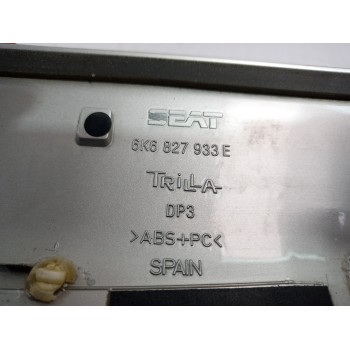 SEAT
6K6 827 933 E
TRILLA
DP3
>ABS+PC<
SPAIN